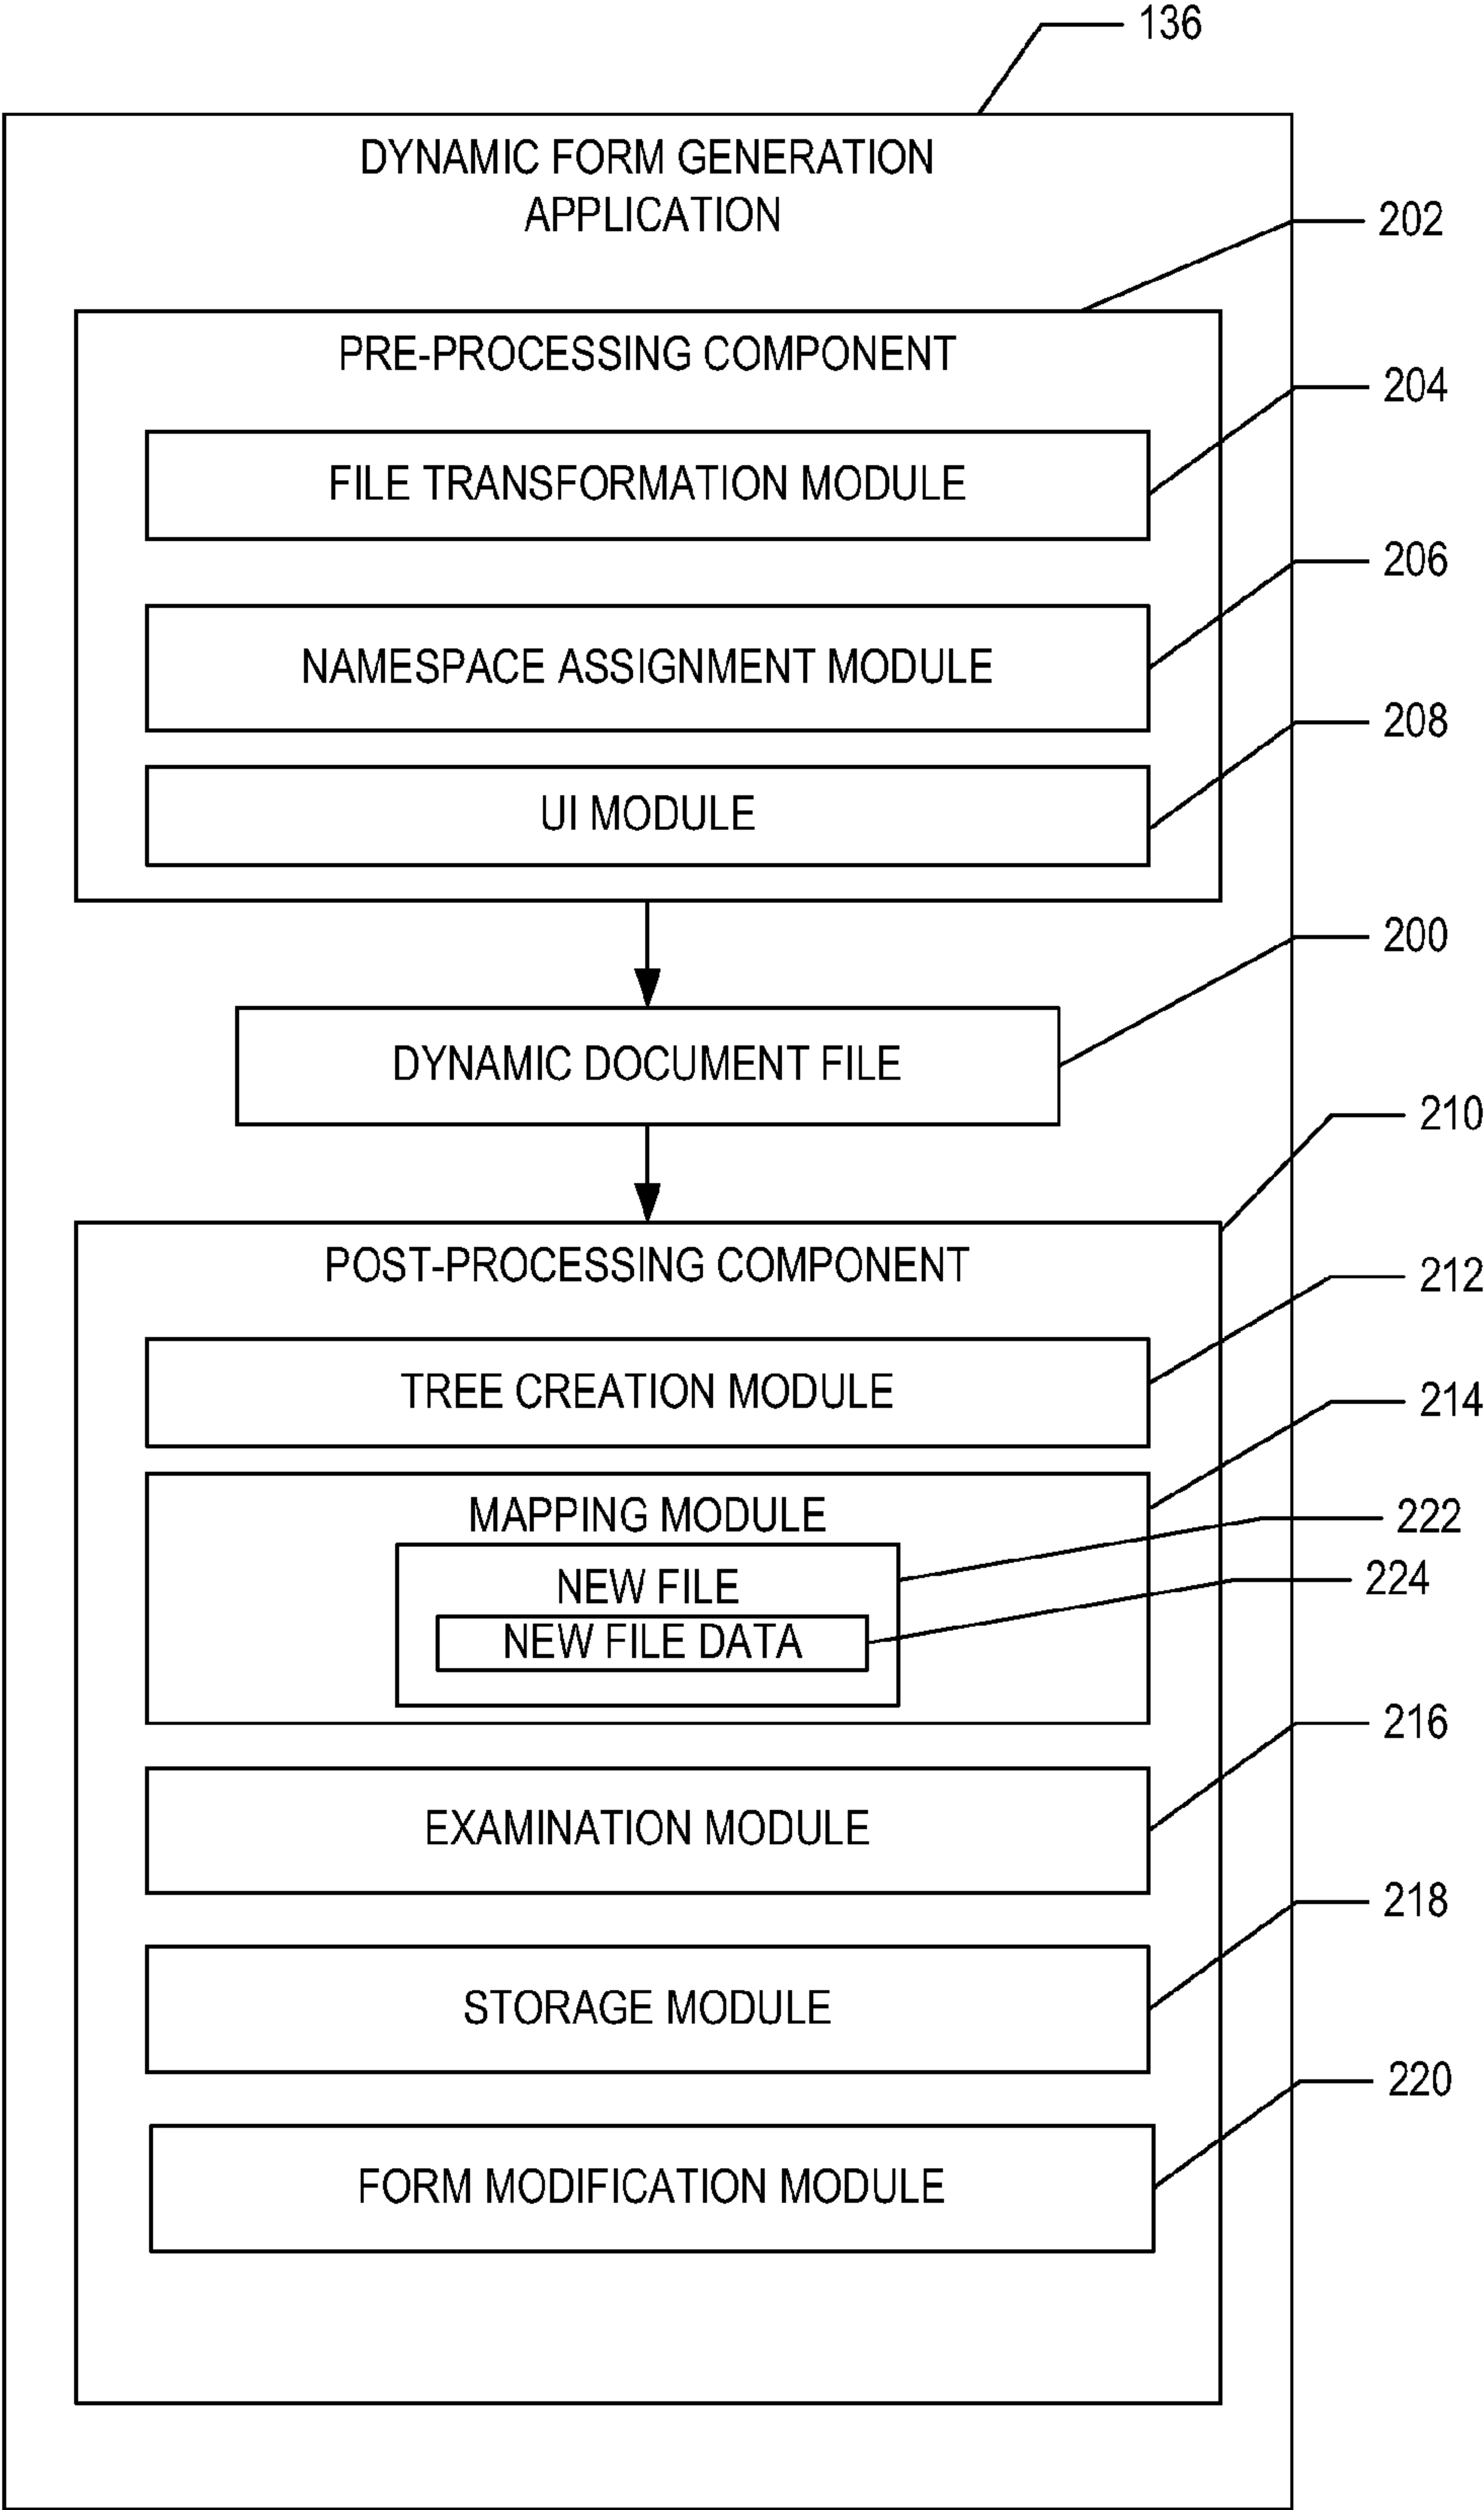 136
DYNAMIC FORM GENERATION
APPLICATION
202
PRE-PROCESSING COMPONENT
204
FILE TRANSFORMATION MODULE
206
NAMESPACE ASSIGNMENT MODULE
208
UI MODULE
200
DYNAMIC DOCUMENT FILE
210
POST-PROCESSING COMPONENT
212
TREE CREATION MODULE
214
MAPPING MODULE
222
NEW FILE
224
NEW FILE DATA
216
EXAMINATION MODULE
218
STORAGE MODULE
220
FORM MODIFICATION MODULE